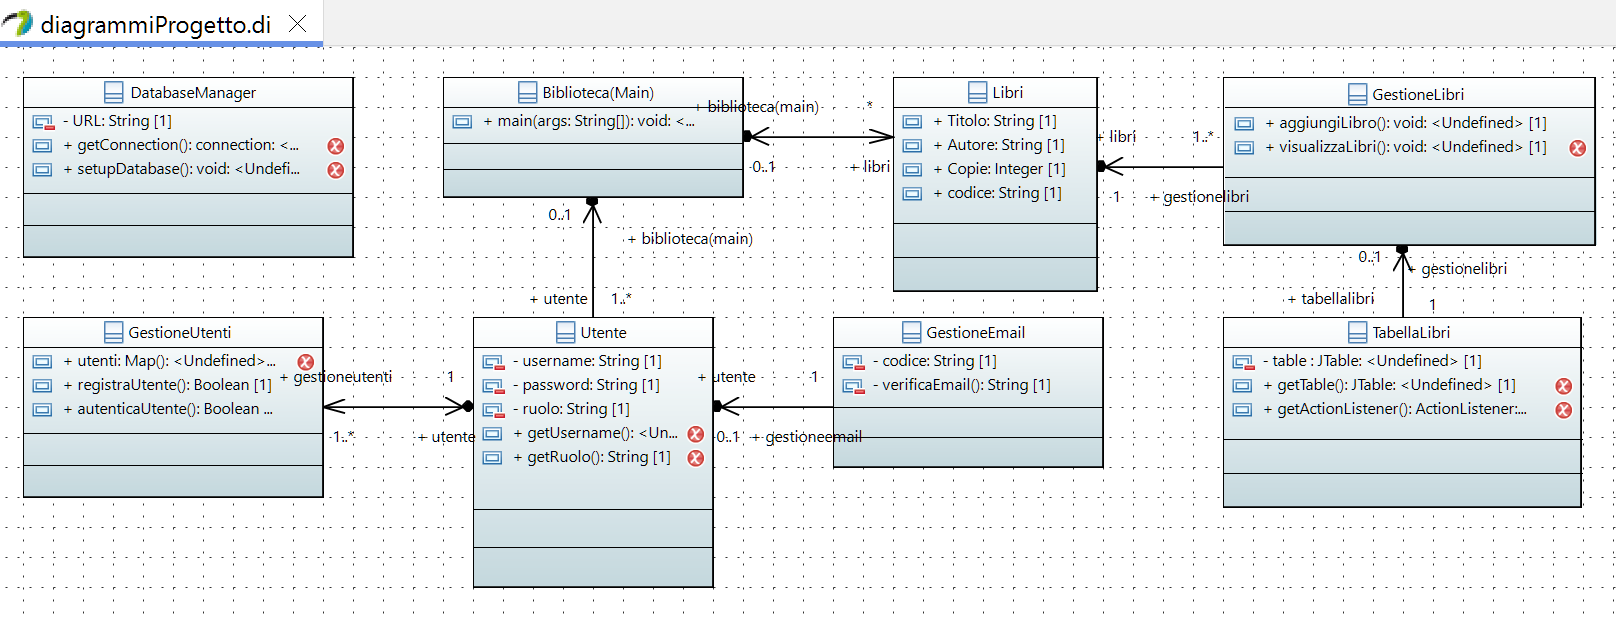 diagrammiProgetto.di
DatabaseManager
- URL: String [1]
+ getConnection(): connection: <...
+ setupDatabase(): void: <Undefi...
Biblioteca(Main)
+ main(args: String[]): void: <...
+ biblioteca(main)
*
0..1
+ libri
Libri
+ Titolo: String [1]
+ Autore: String [1]
+ Copie: Integer [1]
+ codice: String [1]
+ libri
1..*
1
+ gestionelibri
GestioneLibri
+ aggiungiLibro(): void: <Undefined> [1]
+ visualizzaLibri(): void: <Undefined> [1]
0..1
+ biblioteca(main)
+ utente
1..*
0..1
+ gestionelibri
+ tabellalibri
1
GestioneUtenti
+ utenti: Map(): <Undefined>...
+ registraUtente(): Boolean [1]
+ autenticaUtente(): Boolean ...
+ gestioneutenti
1
1..*
+ utente
Utente
- username: String [1]
- password: String [1]
- ruolo: String [1]
+ getUsername(): <Un...
+ getRuolo(): String [1]
+ utente
1
0..1
+ gestioneemail
GestioneEmail
- codice: String [1]
- verificaEmail(): String [1]
TabellaLibri
- table : JTable: <Undefined> [1]
+ getTable(): JTable: <Undefined> [1]
+ getActionListener(): ActionListener:...